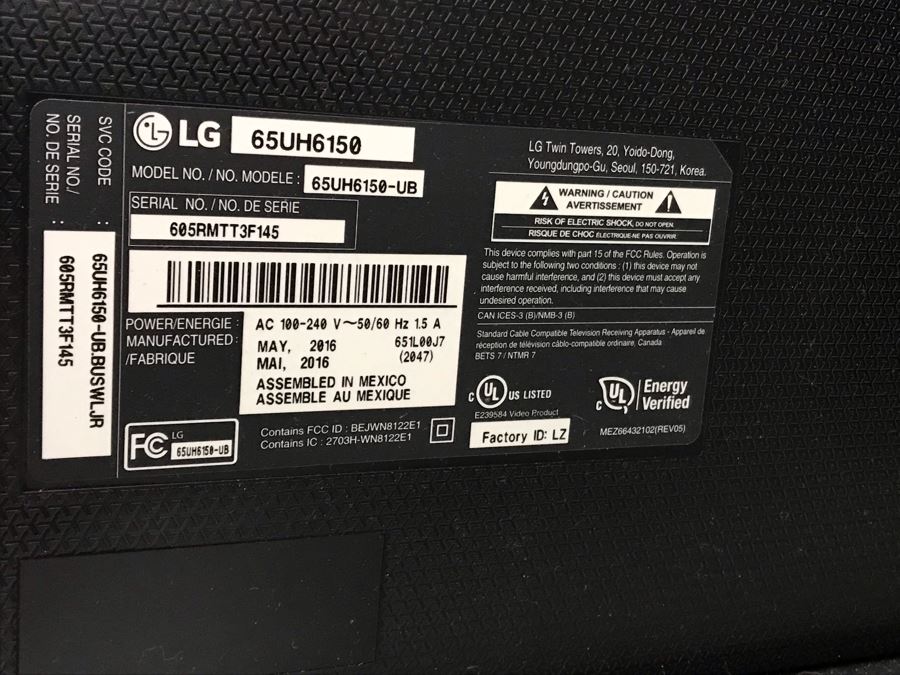 SVC CODE : 65UH6150-UB.BUSWLJR
SERIAL NO./ : 605RMTT3F145
NO. DE SERIE
LG 65UH6150
MODEL NO. / NO. MODELE : 65UH6150-UB
SERIAL NO. / NO. DE SERIE
605RMTT3F145
POWER/ENERGIE : AC 100-240 V~50/60 Hz 1.5 A
MANUFACTURED : MAY, 2016 651L00J7
/FABRIQUE MAI, 2016 (2047)
ASSEMBLED IN MEXICO
ASSEMBLE AU MEXIQUE
FC LG
65UH6150-UB
Contains FCC ID : BEJWN8122E1
Contains IC : 2703H-WN8122E1
LG Twin Towers, 20, Yoido-Dong,
Youngdungpo-Gu, Seoul, 150-721, Korea.
WARNING / CAUTION
AVERTISSEMENT
RISK OF ELECTRIC SHOCK, DO NOT OPEN.
RISQUE DE CHOC ÉLECTRIQUE-NE PAS OUVRIR.
This device complies with part 15 of the FCC Rules. Operation is
subject to the following two conditions : (1) this device may not
cause harmful interference, and (2) this device must accept any
interference received, including interference that may cause
undesired operation.
CAN ICES-3 (B)/NMB-3 (B)
Standard Cable Compatible Television Receiving Apparatus - Appareil de
réception de télévision câblo-compatible ordinaire, Canada
BETS 7 / NTMR 7
C UL US LISTED
E239584 Video Product
Factory ID: LZ
C UL Energy
Verified
MEZ66432102(REV05)